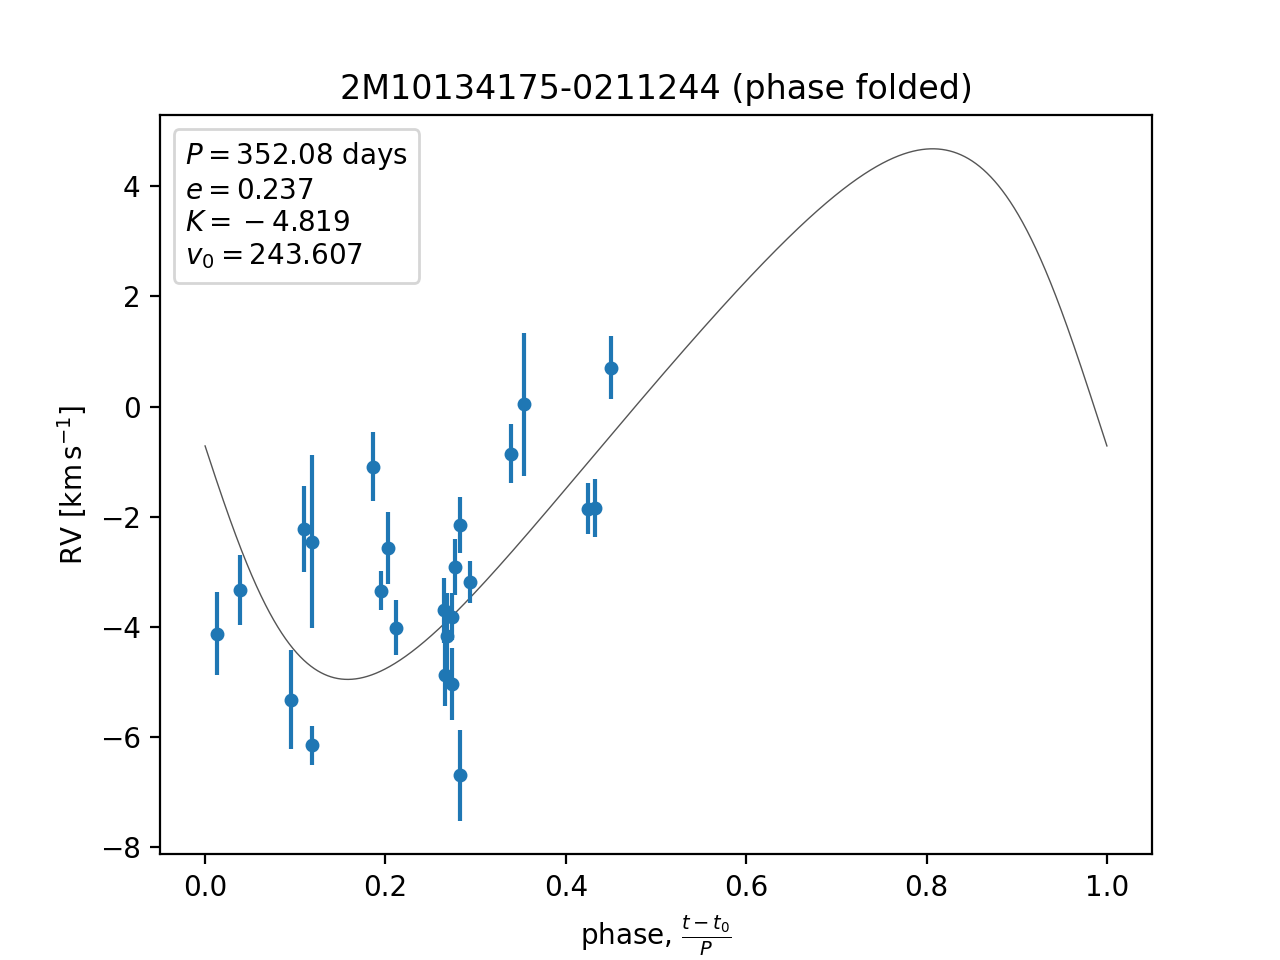 2M10134175-0211244 (phase folded)
P = 352.08 days
e = 0.237
K = −4.819
v₀ = 243.607
4
2
0
−2
−4
−6
−8
RV [km s⁻¹]
0.0 0.2 0.4 0.6 0.8 1.0
phase, (t − t₀)/P